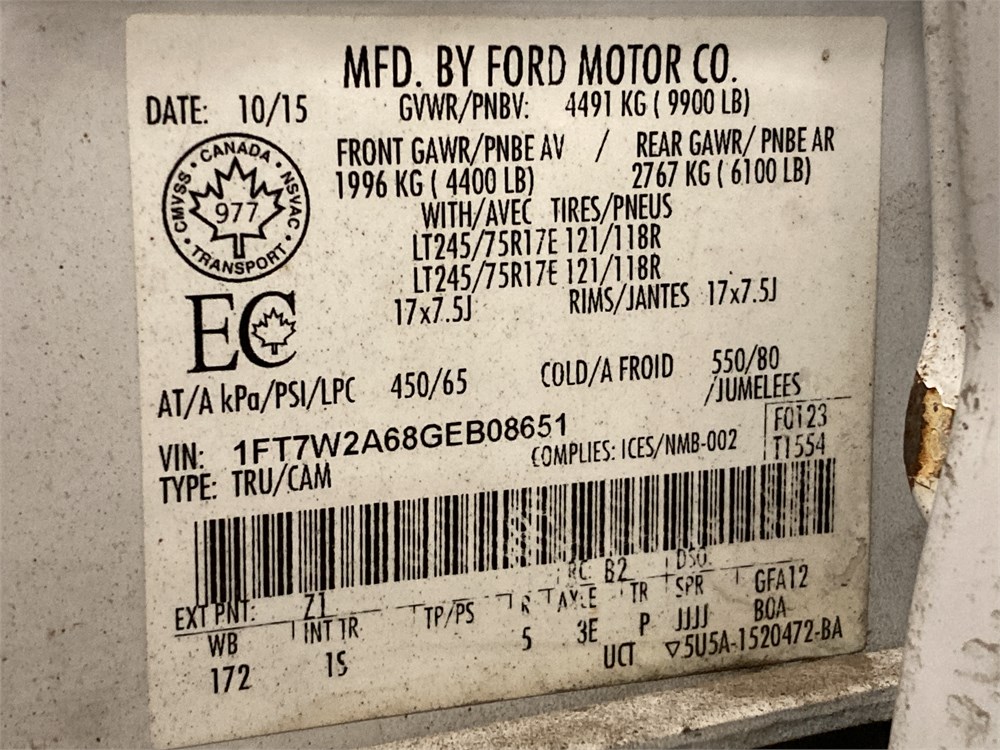 MFD. BY FORD MOTOR CO.
DATE: 10/15 GVWR/PNBV: 4491 KG ( 9900 LB)
FRONT GAWR/PNBE AV / REAR GAWR/ PNBE AR
1996 KG ( 4400 LB) 2767 KG ( 6100 LB)
WITH/AVEC TIRES/PNEUS
LT245/75R17E 121/118R
LT245/75R17E 121/118R
17x7.5J RIMS/JANTES 17x7.5J
CANADA · NSVAC · TRANSPORT · CMVSS ·
977
EC
AT/A kPa/PSI/LPC 450/65 COLD/A FROID 550/80
/JUMELEES
VIN: 1FT7W2A68GEB08651
COMPLIES: ICES/NMB-002
F0123
T1554
TYPE: TRU/CAM
RC: B2 DSO:
EXT PNT: Z1
WB INT TR TP/PS R AXLE TR SPR GFA12
172 1S 5 3E P JJJJ BOA
UCT ▽5U5A-1520472-BA